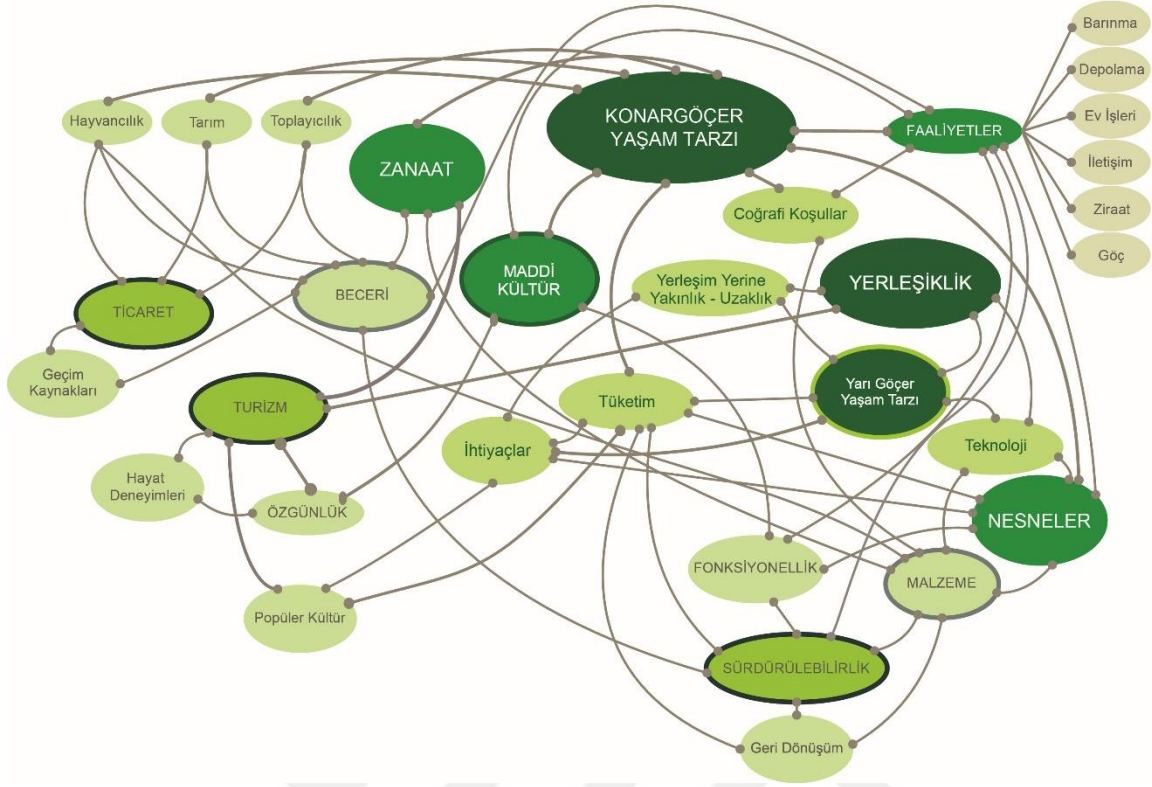 Barınma
KONARGÖÇER
YAŞAM TARZI
Depolama
Hayvancılık
Tarım
Toplayıcılık
FAALİYETLER
Ev İşleri
ZANAAT
İletişim
Coğrafi Koşullar
Ziraat
Göç
MADDİ
KÜLTÜR
Yerleşim Yerine
Yakınlık - Uzaklık
YERLEŞİKLİK
BECERİ
TİCARET
Geçim
Kaynakları
Yarı Göçer
Yaşam Tarzı
TURİZM
Tüketim
İhtiyaçlar
Teknoloji
Hayat
Deneyimleri
ÖZGÜNLÜK
NESNELER
FONKSİYONELLİK
MALZEME
Popüler Kültür
SÜRDÜRÜLEBİLİRLİK
Geri Dönüşüm